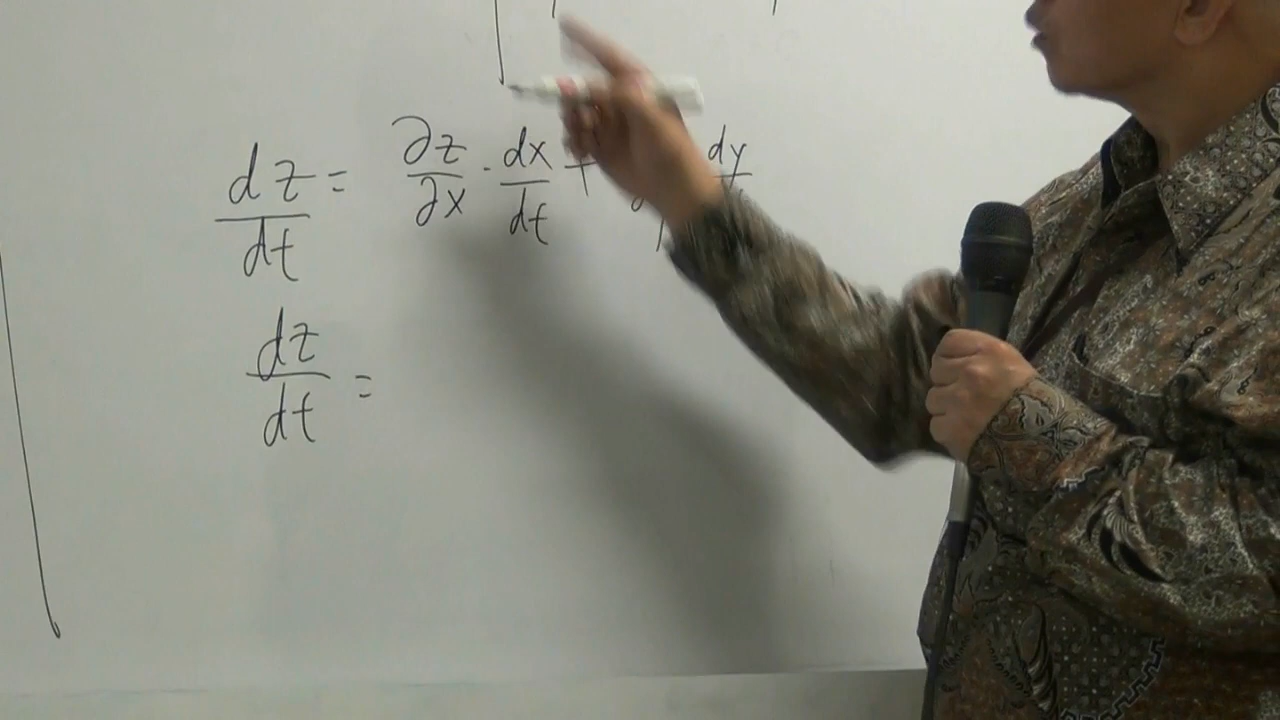 dz/dt = ∂z/∂x · dx/dt + dy
dz/dt =